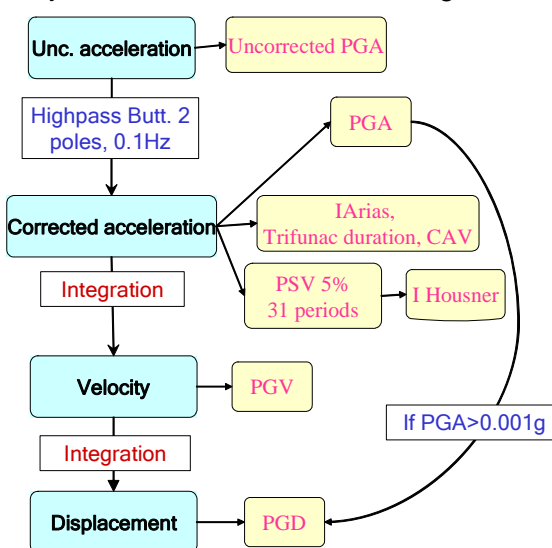 Unc. acceleration
Uncorrected PGA
Highpass Butt. 2
poles, 0.1Hz
PGA
Corrected acceleration
IArias,
Trifunac duration, CAV
Integration
PSV 5%
31 periods
I Housner
Velocity
PGV
If PGA>0.001g
Integration
Displacement
PGD